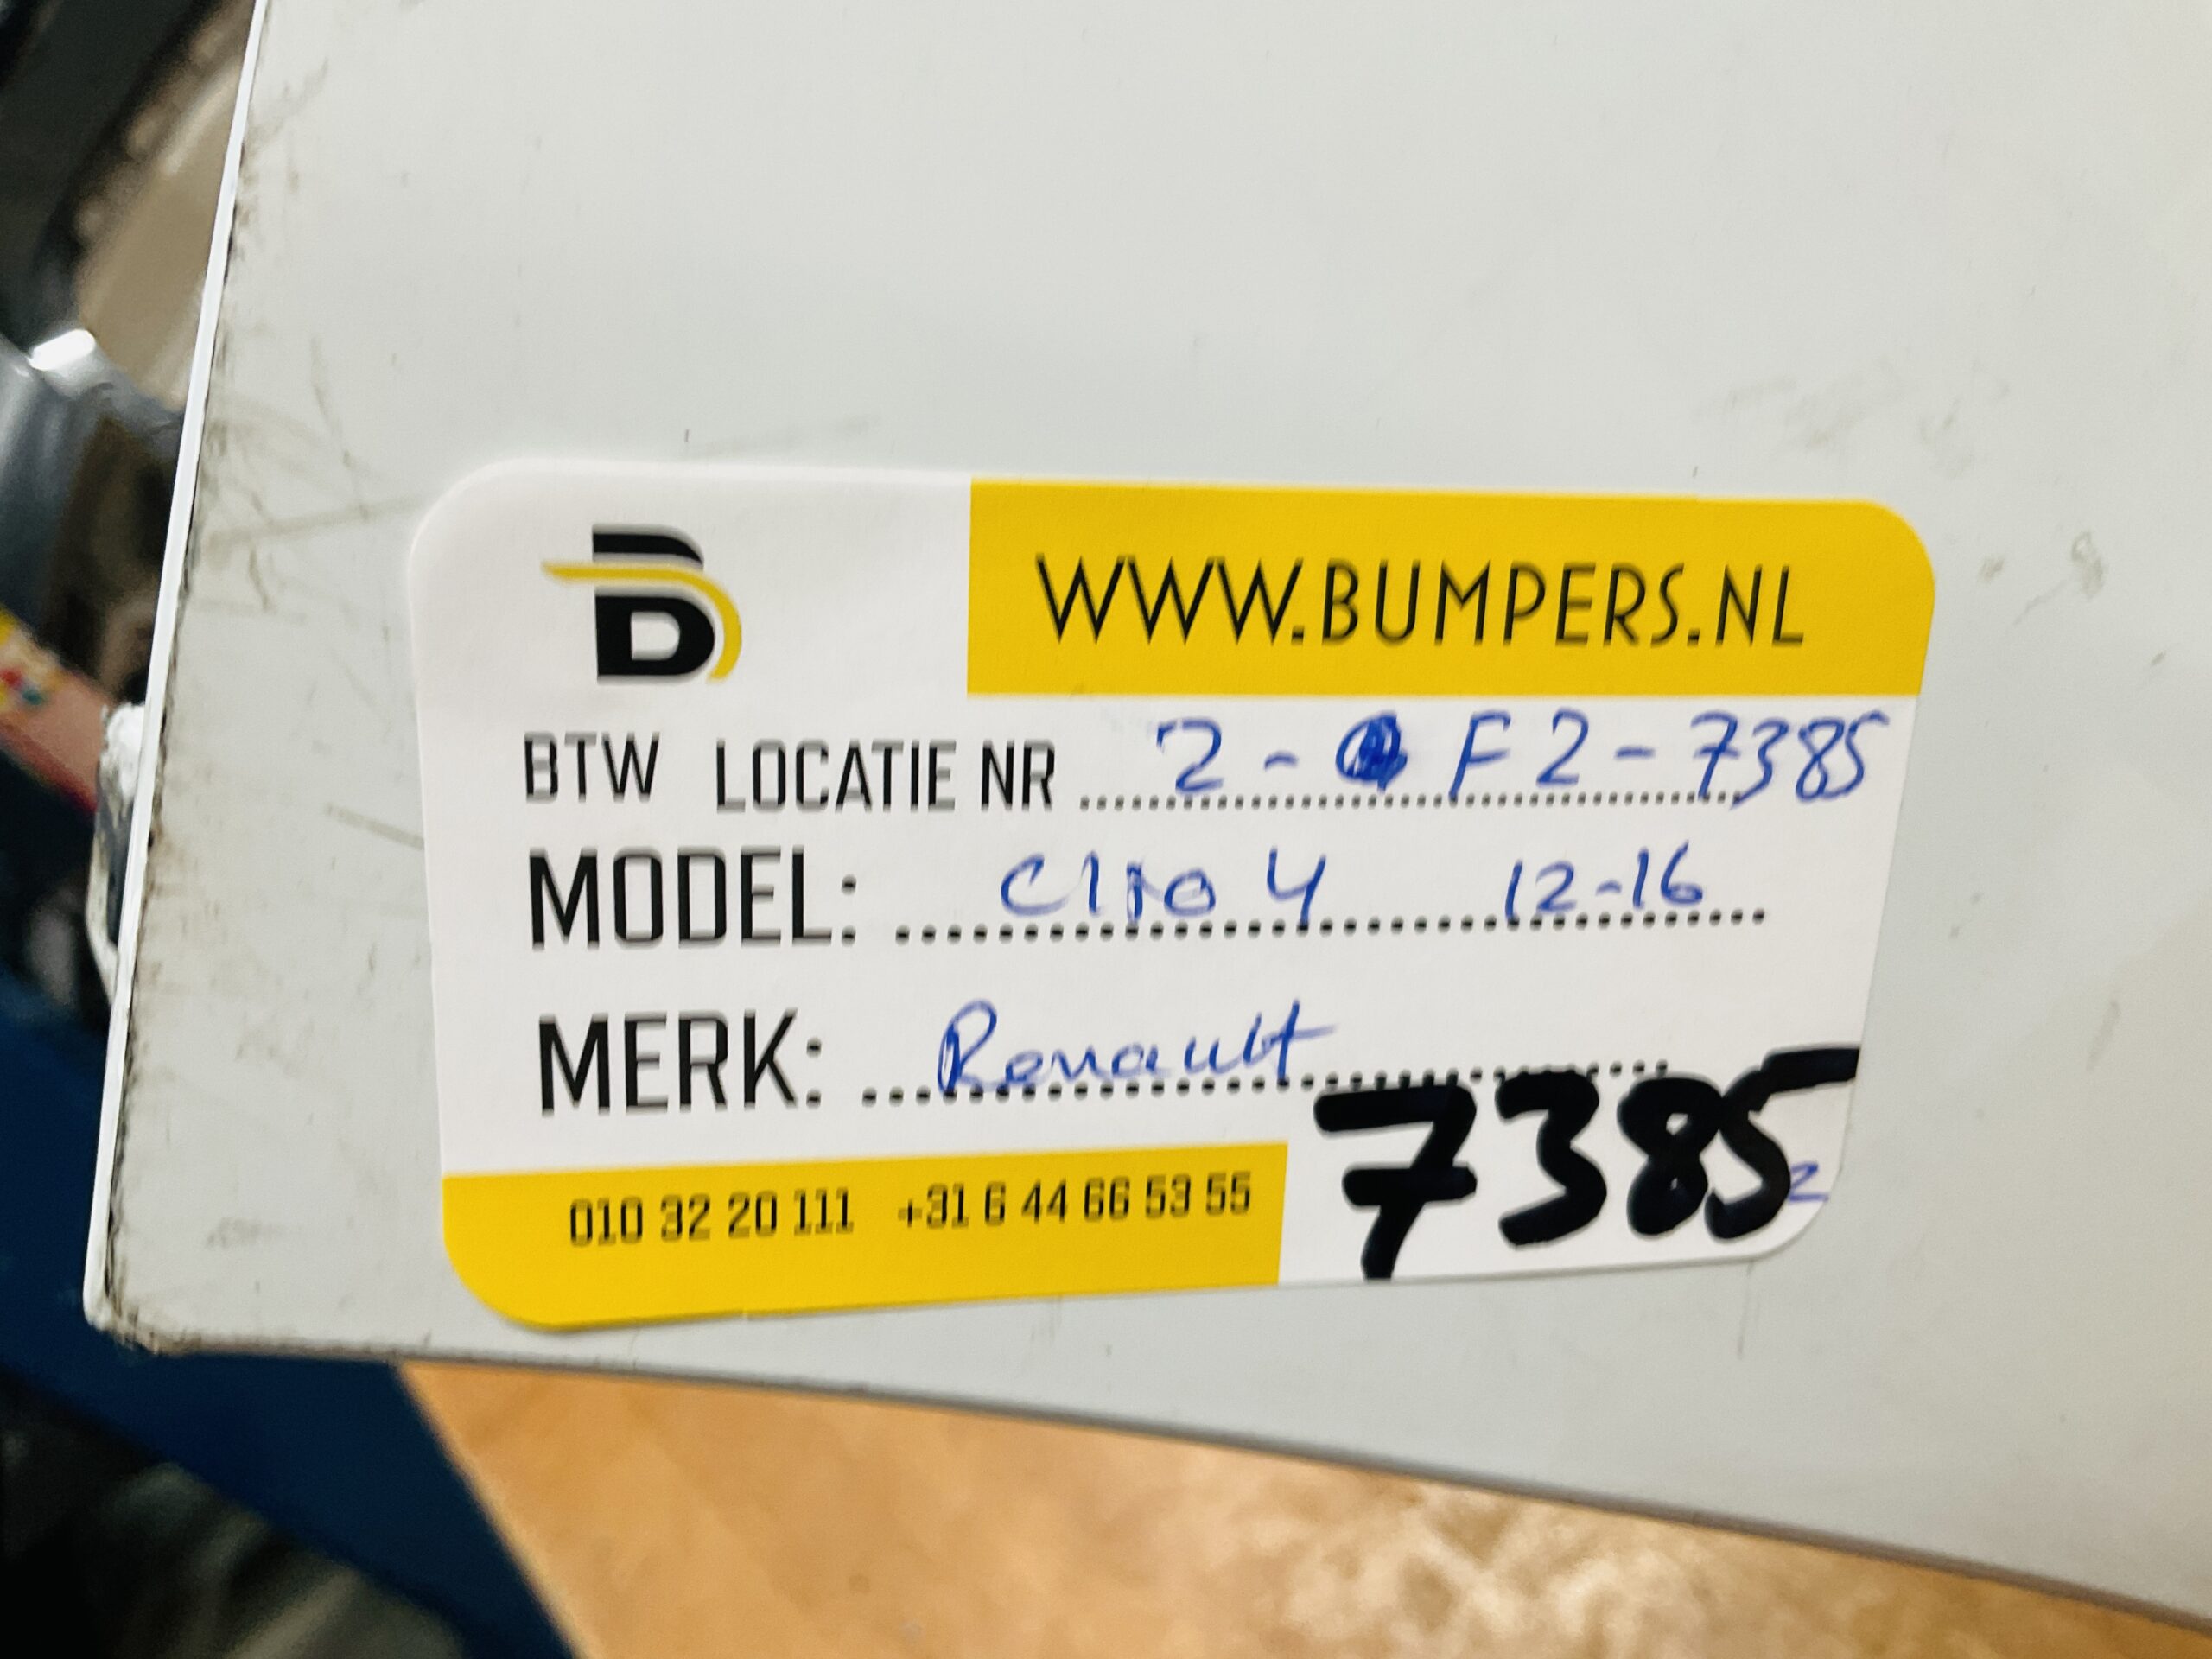 B
WWW.BUMPERS.NL
BTW LOCATIE NR 2 - F2 - 7385
MODEL: Clio 4 12-16
MERK: Renault
7385
010 32 20 111 +31 6 44 66 53 55